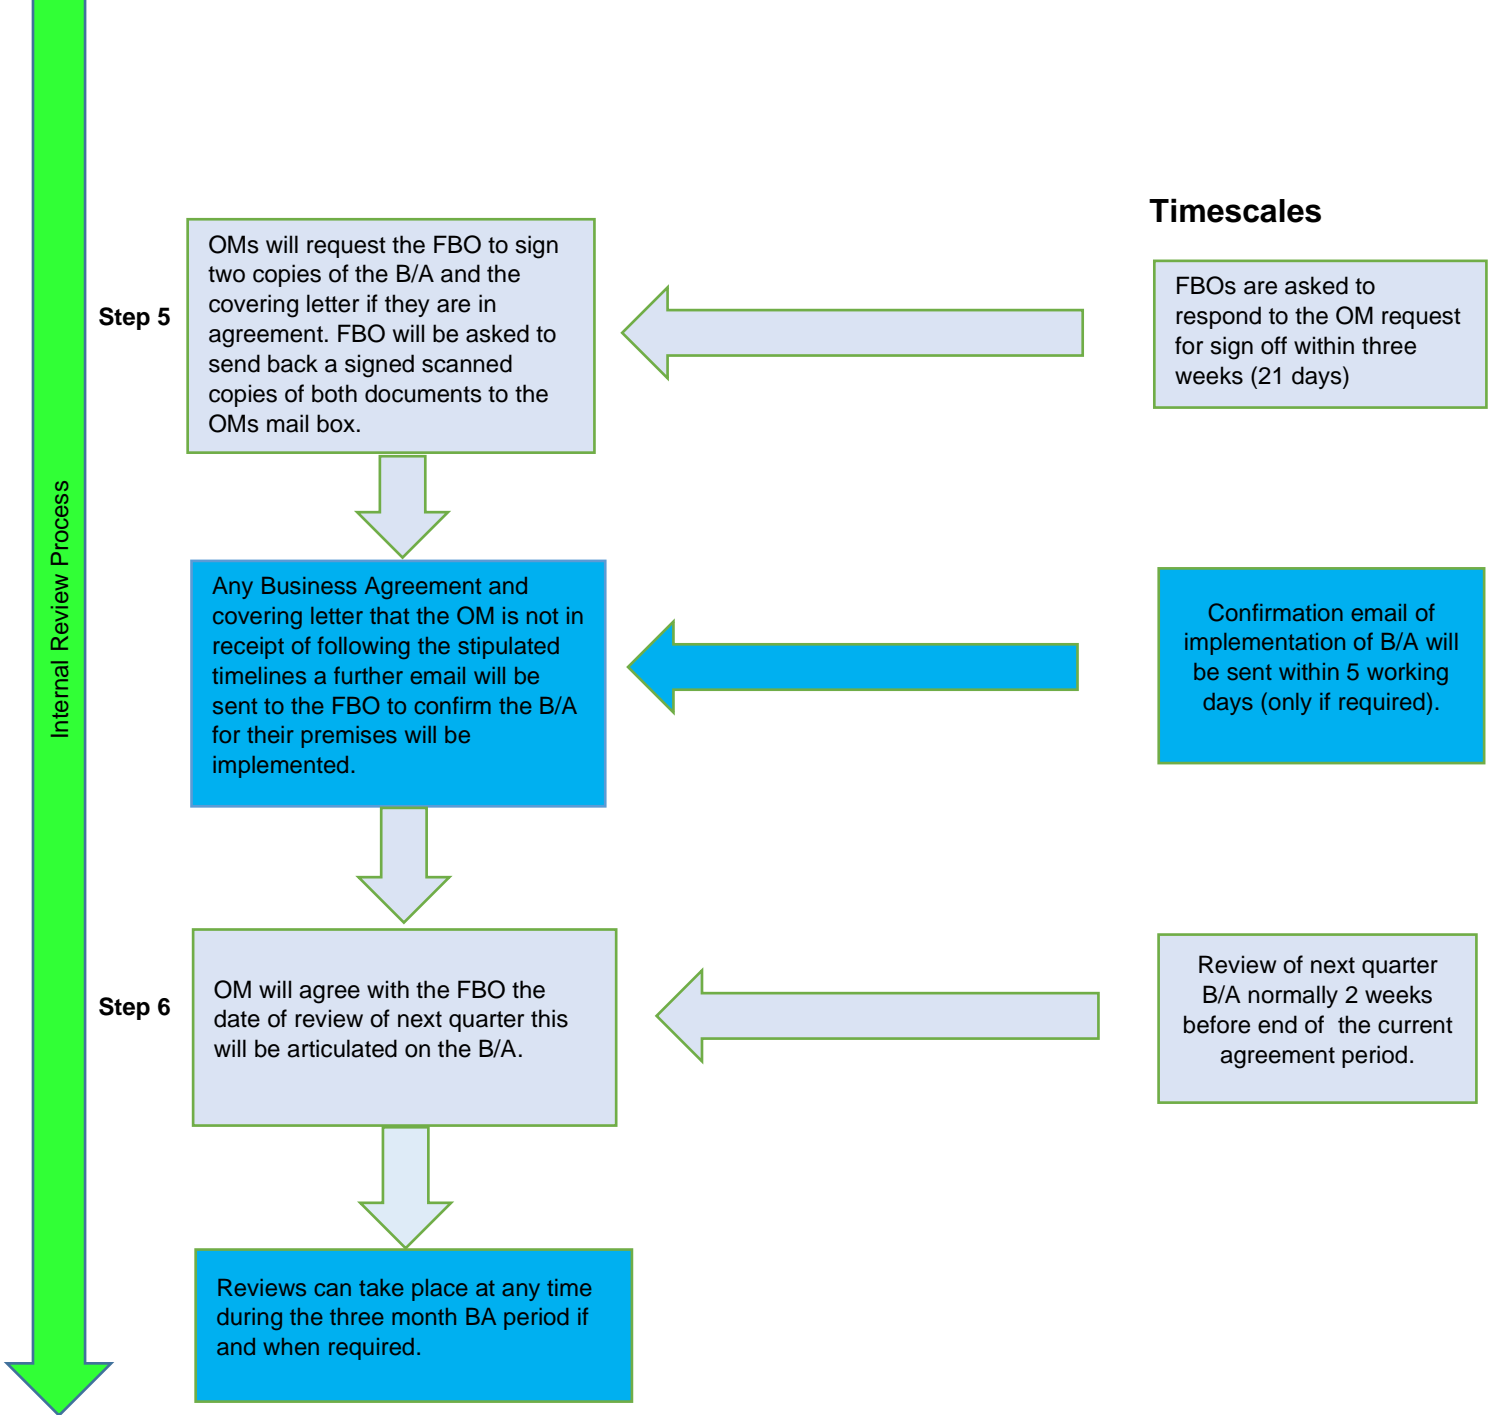 Timescales
Internal Review Process
Step 5
OMs will request the FBO to sign
two copies of the B/A and the
covering letter if they are in
agreement. FBO will be asked to
send back a signed scanned
copies of both documents to the
OMs mail box.
FBOs are asked to
respond to the OM request
for sign off within three
weeks (21 days)
Any Business Agreement and
covering letter that the OM is not in
receipt of following the stipulated
timelines a further email will be
sent to the FBO to confirm the B/A
for their premises will be
implemented.
Confirmation email of
implementation of B/A will
be sent within 5 working
days (only if required).
Step 6
OM will agree with the FBO the
date of review of next quarter this
will be articulated on the B/A.
Review of next quarter
B/A normally 2 weeks
before end of  the current
agreement period.
Reviews can take place at any time
during the three month BA period if
and when required.